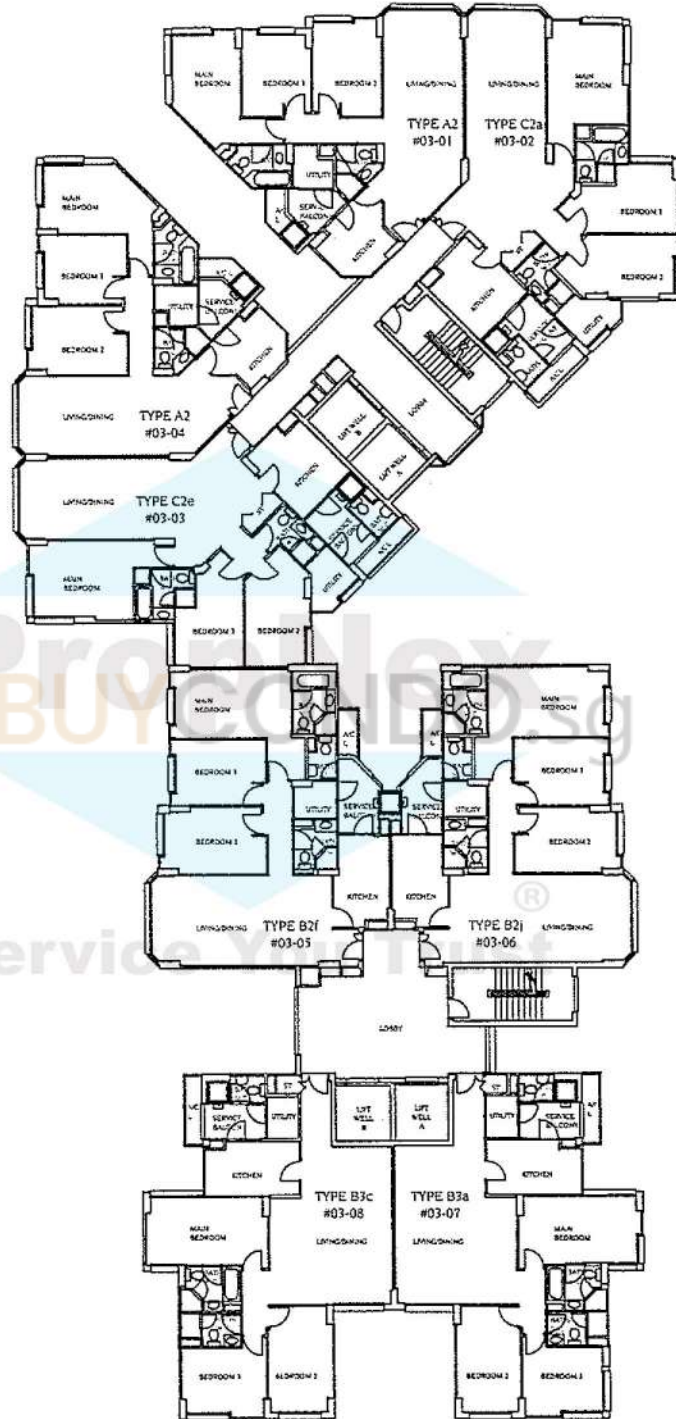 MAIN
BEDROOM
BEDROOM 3
BEDROOM 2
LIVING/DINING
TYPE A2
#03-01
UTILITY
SERVICE
BALCONY
KITCHEN
LIVING/DINING
TYPE C2a
#03-02
MAIN
BEDROOM
BEDROOM 3
BEDROOM 2
KITCHEN
UTILITY
LOBBY
LIFT WELL
B
LIFT WELL
A
MAIN
BEDROOM
BEDROOM 3
BEDROOM 2
UTILITY
SERVICE
BALCONY
KITCHEN
LIVING/DINING
TYPE A2
#03-04
LIVING/DINING
TYPE C2e
#03-03
KITCHEN
ST
UTILITY
MAIN
BEDROOM
BEDROOM 3
BEDROOM 2
PropNex
BUYCONDO.sg
MAIN
BEDROOM
BEDROOM 3
BEDROOM 2
UTILITY
SERVICE
BALCONY
KITCHEN
LIVING/DINING
TYPE B2f
#03-05
MAIN
BEDROOM
BEDROOM 3
BEDROOM 2
UTILITY
SERVICE
KITCHEN
TYPE B2j
#03-06
LIVING/DINING
®
Service You Trust
LOBBY
LIFT
WELL
B
LIFT
WELL
A
ST
UTILITY
SERVICE
KITCHEN
TYPE B3c
#03-08
LIVING/DINING
MAIN
BEDROOM
BEDROOM 3
BEDROOM 2
ST
UTILITY
SERVICE
BALCONY
KITCHEN
TYPE B3a
#03-07
LIVING/DINING
MAIN
BEDROOM
BEDROOM 2
BEDROOM 3